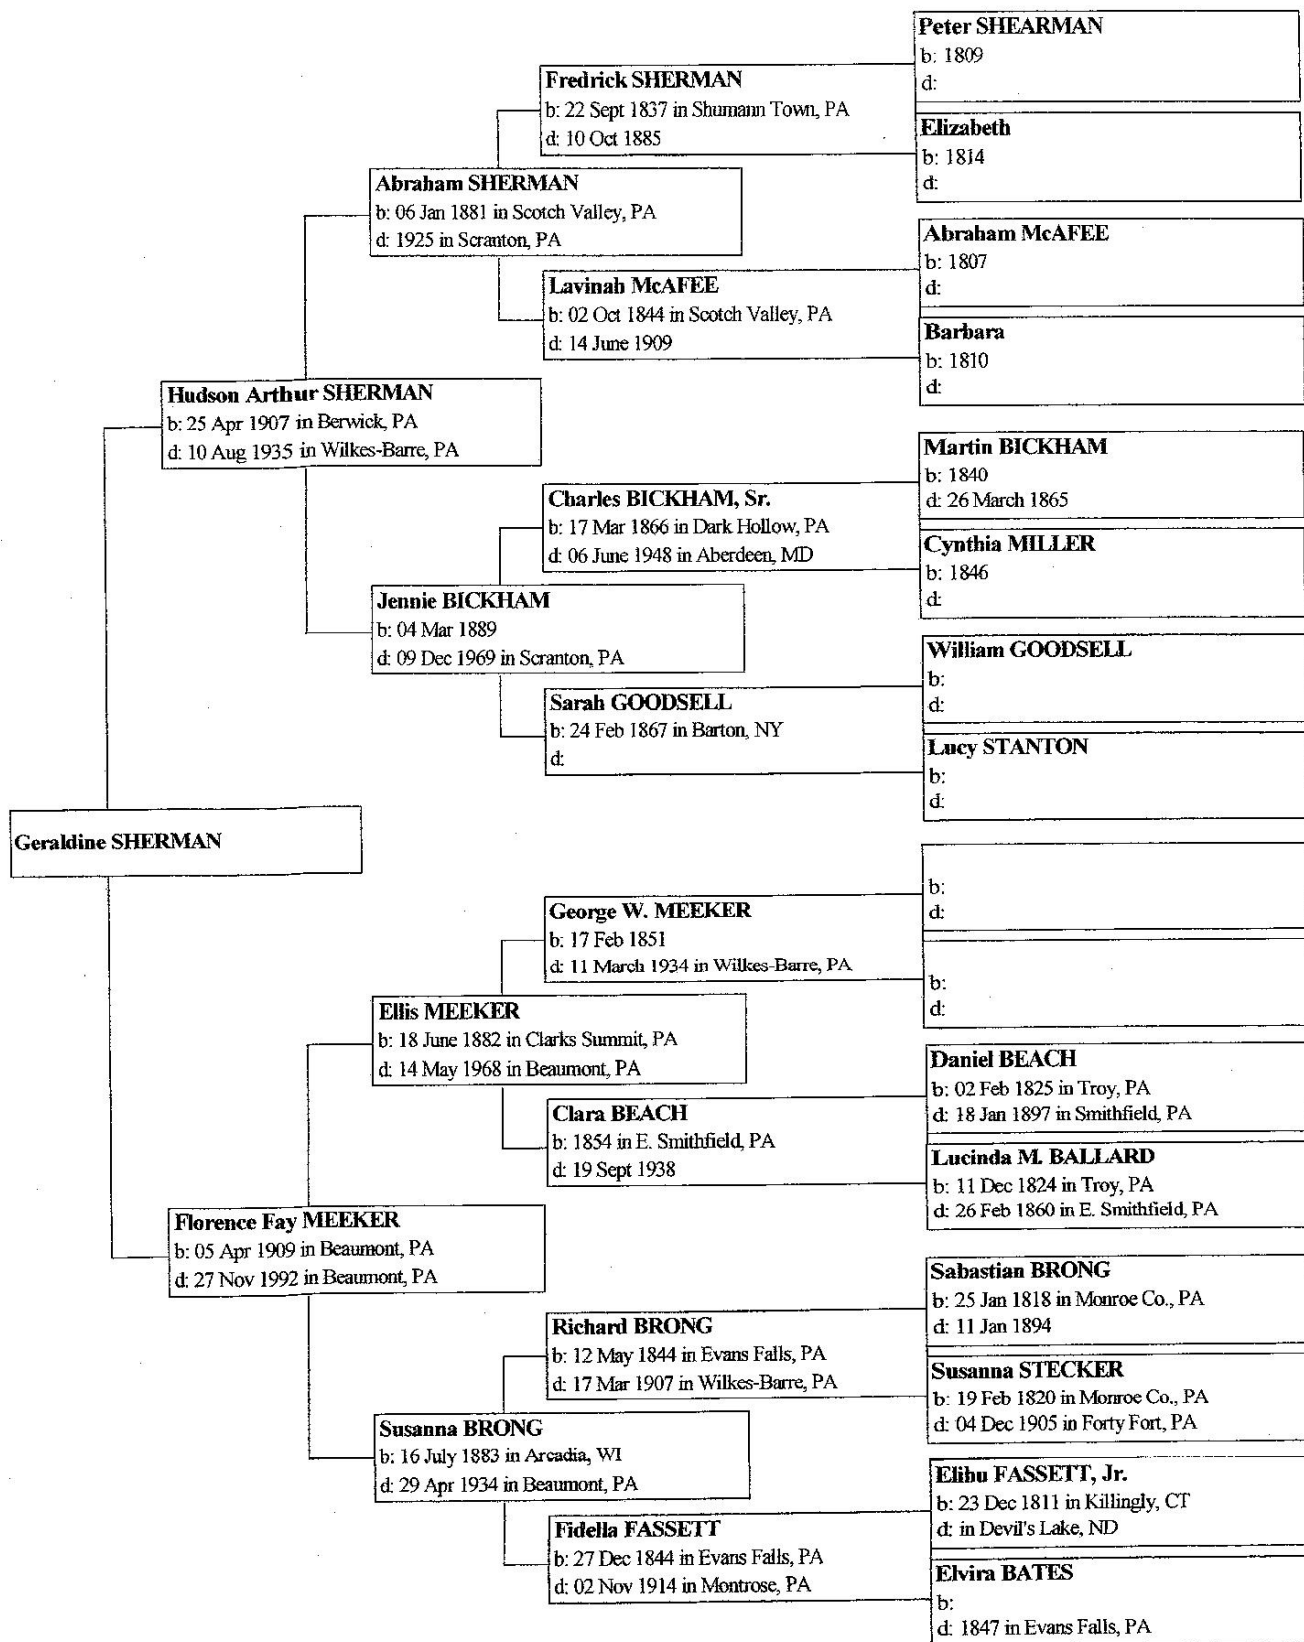 Peter SHEARMAN
b: 1809
d:
Fredrick SHERMAN
b: 22 Sept 1837 in Shumann Town, PA
d: 10 Oct 1885
Elizabeth
b: 1814
d:
Abraham SHERMAN
b: 06 Jan 1881 in Scotch Valley, PA
d: 1925 in Scranton, PA
Abraham McAFEE
b: 1807
d:
Lavinah McAFEE
b: 02 Oct 1844 in Scotch Valley, PA
d: 14 June 1909
Barbara
b: 1810
d:
Hudson Arthur SHERMAN
b: 25 Apr 1907 in Berwick, PA
d: 10 Aug 1935 in Wilkes-Barre, PA
Martin BICKHAM
b: 1840
d: 26 March 1865
Charles BICKHAM, Sr.
b: 17 Mar 1866 in Dark Hollow, PA
d: 06 June 1948 in Aberdeen, MD
Cynthia MILLER
b: 1846
d:
Jennie BICKHAM
b: 04 Mar 1889
d: 09 Dec 1969 in Scranton, PA
William GOODSELL
b:
d:
Sarah GOODSELL
b: 24 Feb 1867 in Barton, NY
d:
Lucy STANTON
b:
d:
Geraldine SHERMAN
b:
d:
George W. MEEKER
b: 17 Feb 1851
d: 11 March 1934 in Wilkes-Barre, PA
b:
d:
Ellis MEEKER
b: 18 June 1882 in Clarks Summit, PA
d: 14 May 1968 in Beaumont, PA
Daniel BEACH
b: 02 Feb 1825 in Troy, PA
d: 18 Jan 1897 in Smithfield, PA
Clara BEACH
b: 1854 in E. Smithfield, PA
d: 19 Sept 1938
Lucinda M. BALLARD
b: 11 Dec 1824 in Troy, PA
d: 26 Feb 1860 in E. Smithfield, PA
Florence Fay MEEKER
b: 05 Apr 1909 in Beaumont, PA
d: 27 Nov 1992 in Beaumont, PA
Sabastian BRONG
b: 25 Jan 1818 in Monroe Co., PA
d: 11 Jan 1894
Richard BRONG
b: 12 May 1844 in Evans Falls, PA
d: 17 Mar 1907 in Wilkes-Barre, PA
Susanna STECKER
b: 19 Feb 1820 in Monroe Co., PA
d: 04 Dec 1905 in Forty Fort, PA
Susanna BRONG
b: 16 July 1883 in Arcadia, WI
d: 29 Apr 1934 in Beaumont, PA
Elihu FASSETT, Jr.
b: 23 Dec 1811 in Killingly, CT
d: in Devil's Lake, ND
Fidella FASSETT
b: 27 Dec 1844 in Evans Falls, PA
d: 02 Nov 1914 in Montrose, PA
Elvira BATES
b:
d: 1847 in Evans Falls, PA